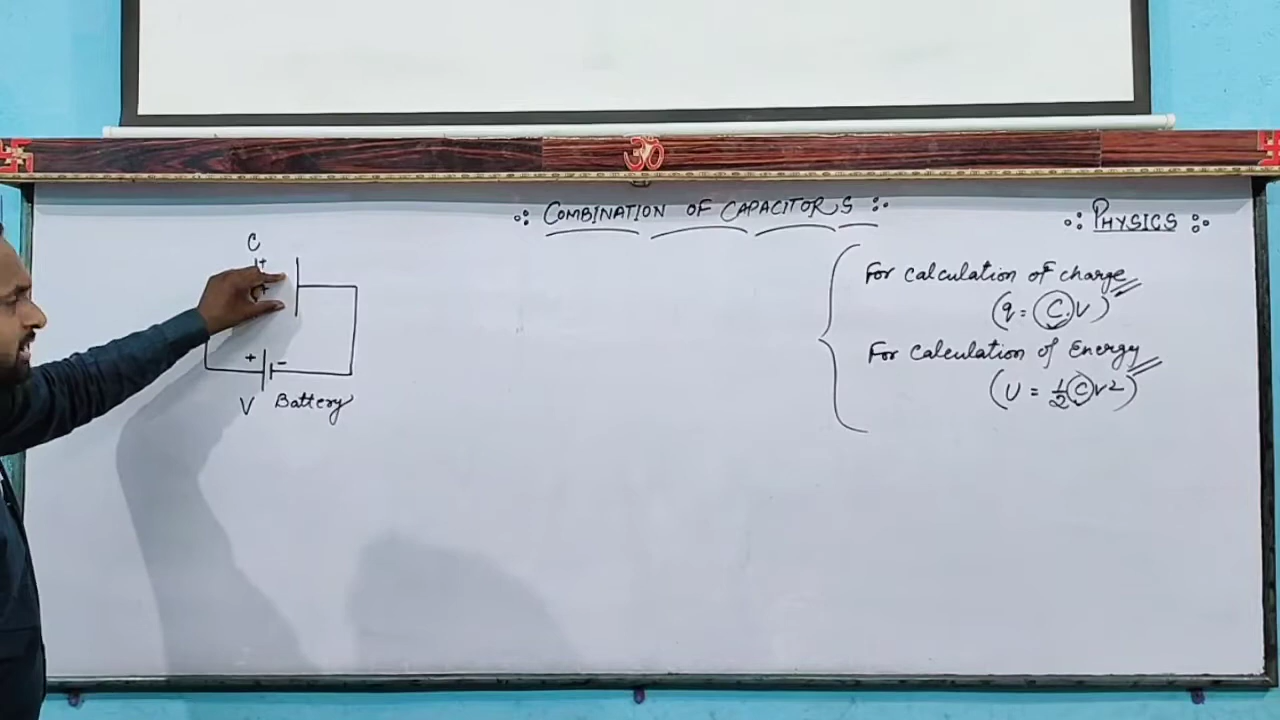 ∴ COMBINATION OF CAPACITORS ∴
∴ PHYSICS ∴
C
+
+
+ -
V Battery
For calculation of charge
(q = C.V)
For Calculation of Energy
(U = 1/2 CV²)
ॐ